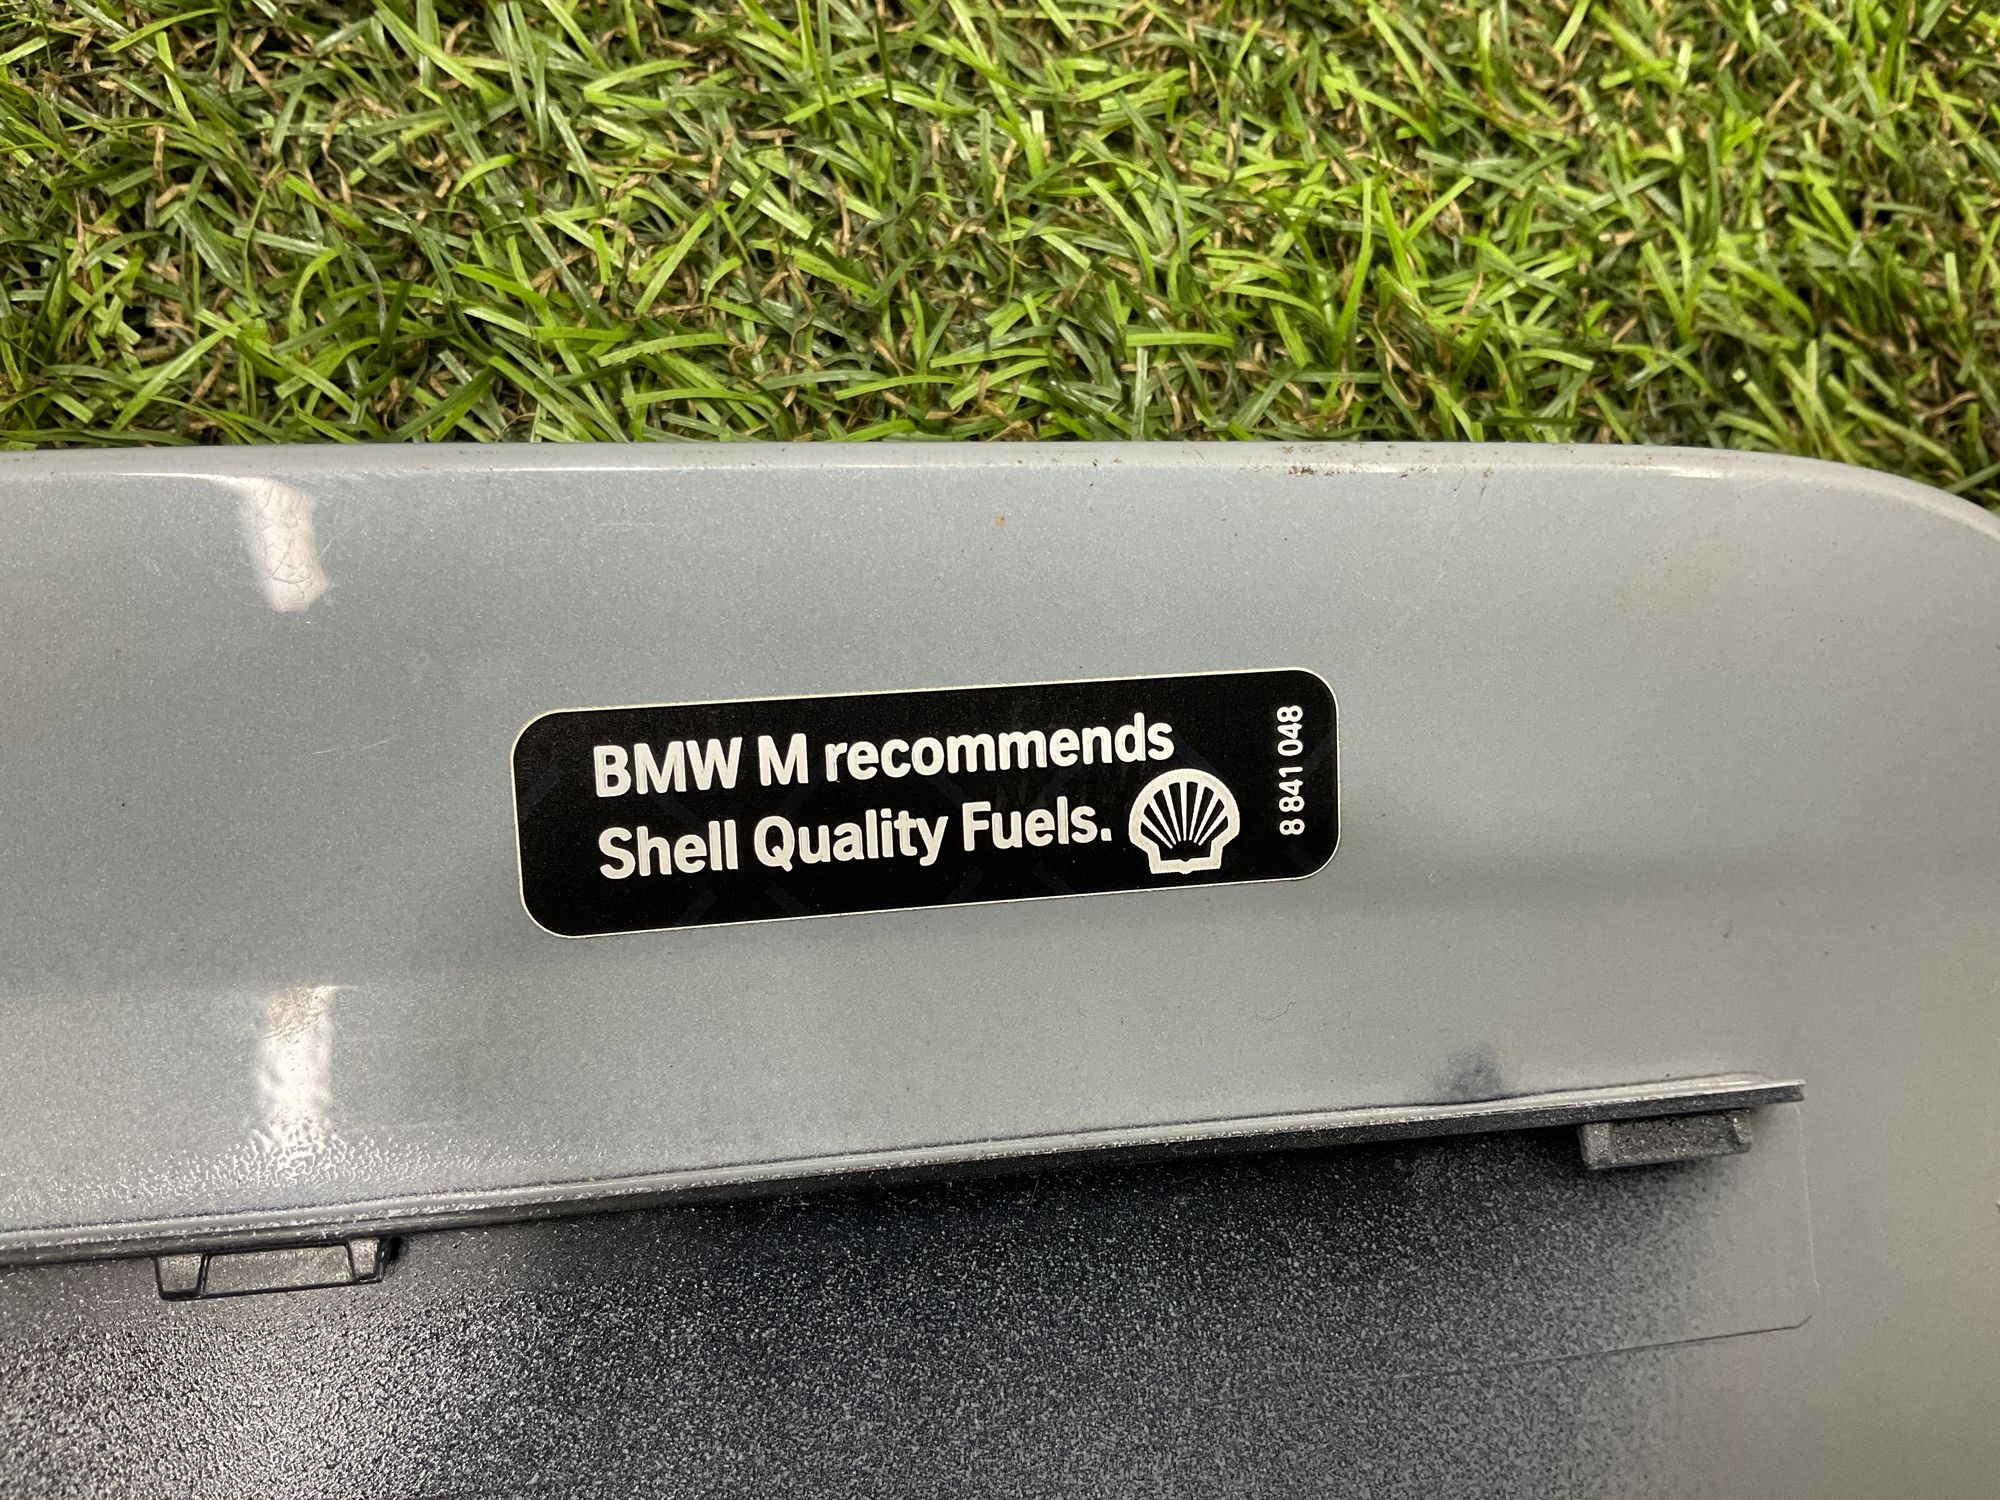 BMW M recommends
Shell Quality Fuels.
8 841 048